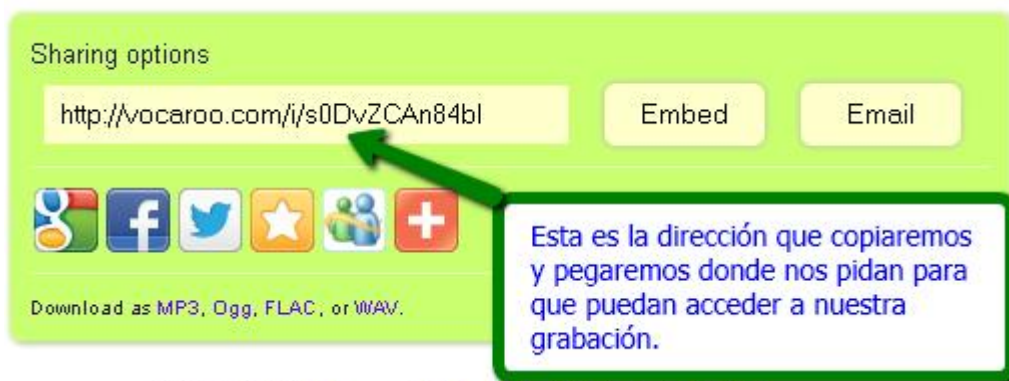 Sharing options
http://vocaroo.com/i/s0DvZCAn84bl
Embed
Email
Esta es la dirección que copiaremos
y pegaremos donde nos pidan para
que puedan acceder a nuestra
grabación.
Download as MP3, Ogg, FLAC, or WAV.